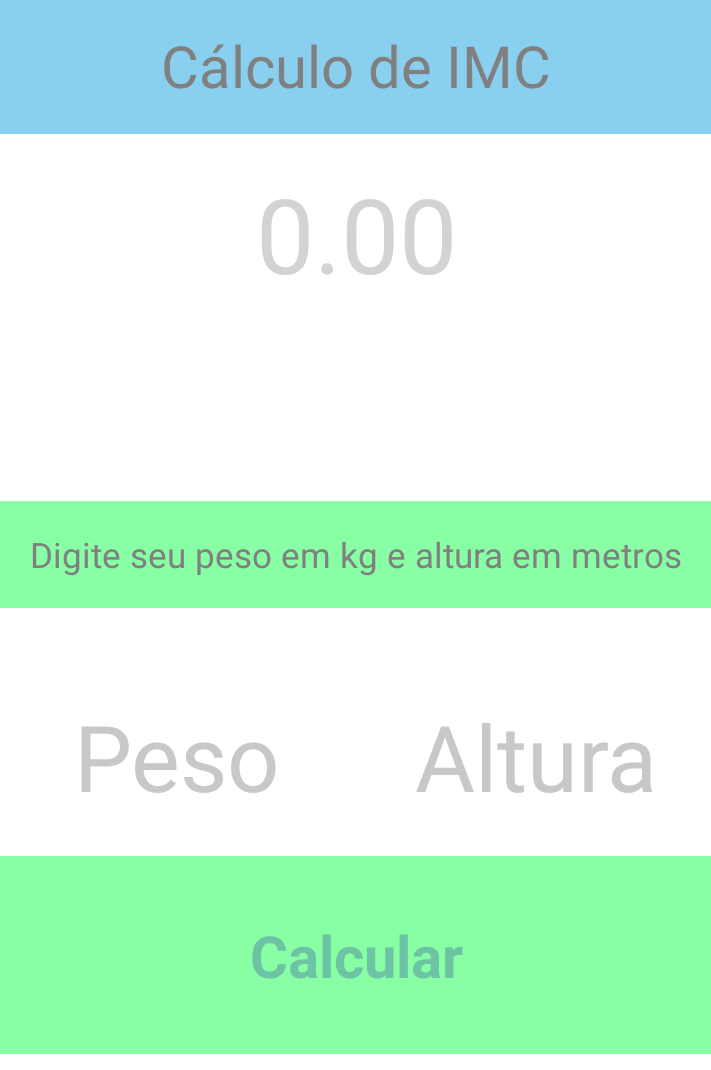 Cálculo de IMC
0.00
Digite seu peso em kg e altura em metros
Peso Altura
Calcular